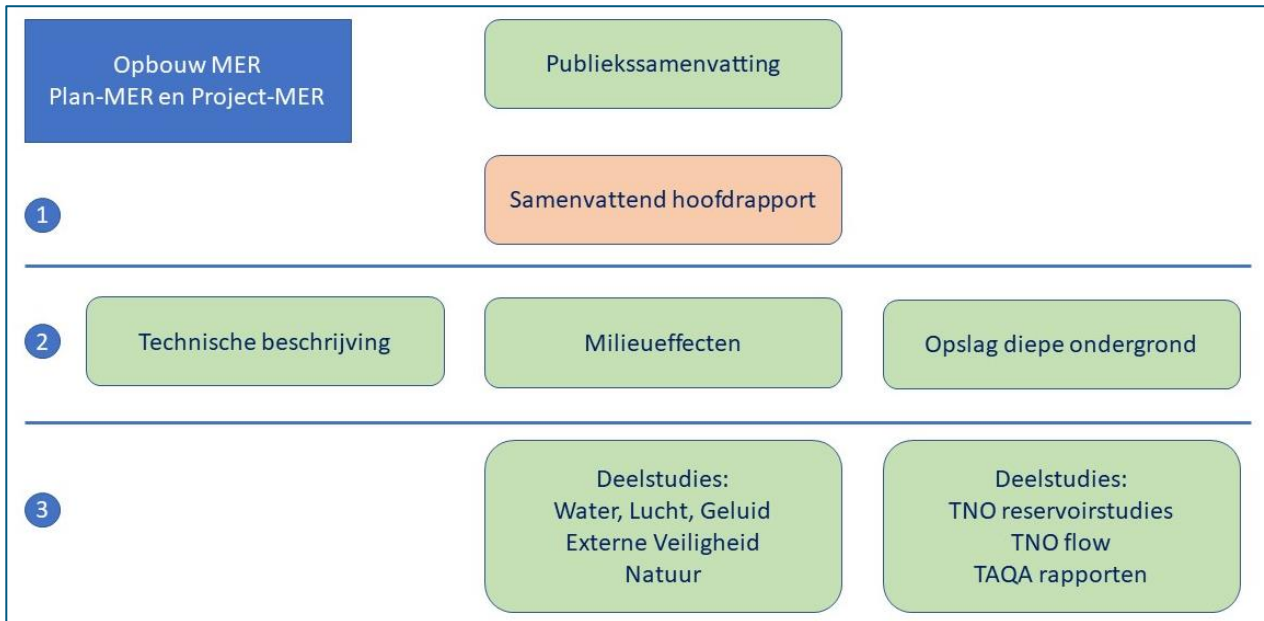 Opbouw MER
Plan-MER en Project-MER
Publiekssamenvatting
1
Samenvattend hoofdrapport
2
Technische beschrijving
Milieueffecten
Opslag diepe ondergrond
3
Deelstudies:
Water, Lucht, Geluid
Externe Veiligheid
Natuur
Deelstudies:
TNO reservoirstudies
TNO flow
TAQA rapporten